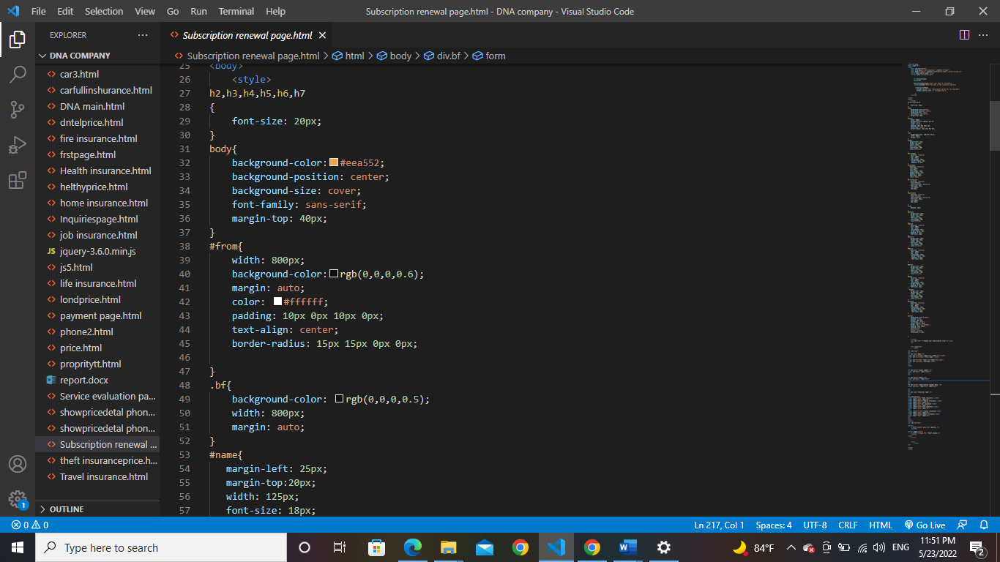 File Edit Selection View Go Run Terminal Help
Subscription renewal page.html - DNA company - Visual Studio Code
EXPLORER
Subscription renewal page.html
DNA COMPANY
Subscription renewal page.html > html > body > div.bf > form
car3.html
carfullinshurance.html
DNA main.html
dntelprice.html
fire insurance.html
frstpage.html
Health insurance.html
helthyprice.html
home insurance.html
Inquiriespage.html
job insurance.html
JS jquery-3.6.0.min.js
js5.html
life insurance.html
londprice.html
payment page.html
phone2.html
price.html
propritytt.html
report.docx
Service evaluation pa...
showpricedetal phon...
showpricedetal phon...
Subscription renewal ...
theft insuranceprice.h...
Travel insurance.html
OUTLINE
25 <body>
26 <style>
27 h2,h3,h4,h5,h6,h7
28 {
29 font-size: 20px;
30 }
31 body{
32 background-color: #eea552;
33 background-position: center;
34 background-size: cover;
35 font-family: sans-serif;
36 margin-top: 40px;
37 }
38 #from{
39 width: 800px;
40 background-color: rgb(0,0,0,0.6);
41 margin: auto;
42 color: #ffffff;
43 padding: 10px 0px 10px 0px;
44 text-align: center;
45 border-radius: 15px 15px 0px 0px;
46
47 }
48 .bf{
49 background-color: rgb(0,0,0,0.5);
50 width: 800px;
51 margin: auto;
52 }
53 #name{
54 margin-left: 25px;
55 margin-top:20px;
56 width: 125px;
57 font-size: 18px;
1
0 0
Ln 217, Col 1 Spaces: 4 UTF-8 CRLF HTML Go Live
Type here to search
84°F
ENG
11:51 PM
5/23/2022
2